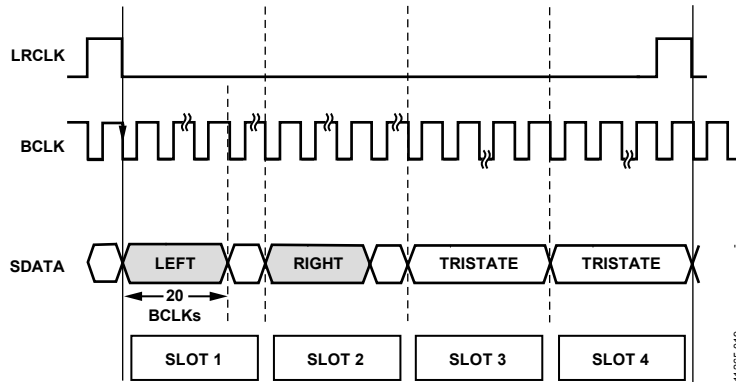 LRCLK
BCLK
SDATA
LEFT
RIGHT
TRISTATE
TRISTATE
20
BCLKs
SLOT 1
SLOT 2
SLOT 3
SLOT 4